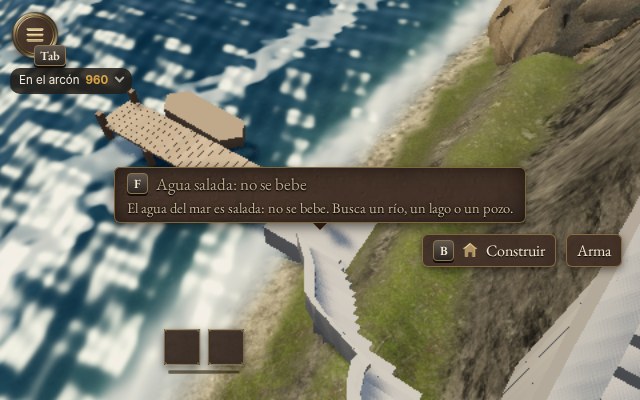 Tab
En el arcón 960
F Agua salada: no se bebe
El agua del mar es salada: no se bebe. Busca un río, un lago o un pozo.
B Construir
Arma